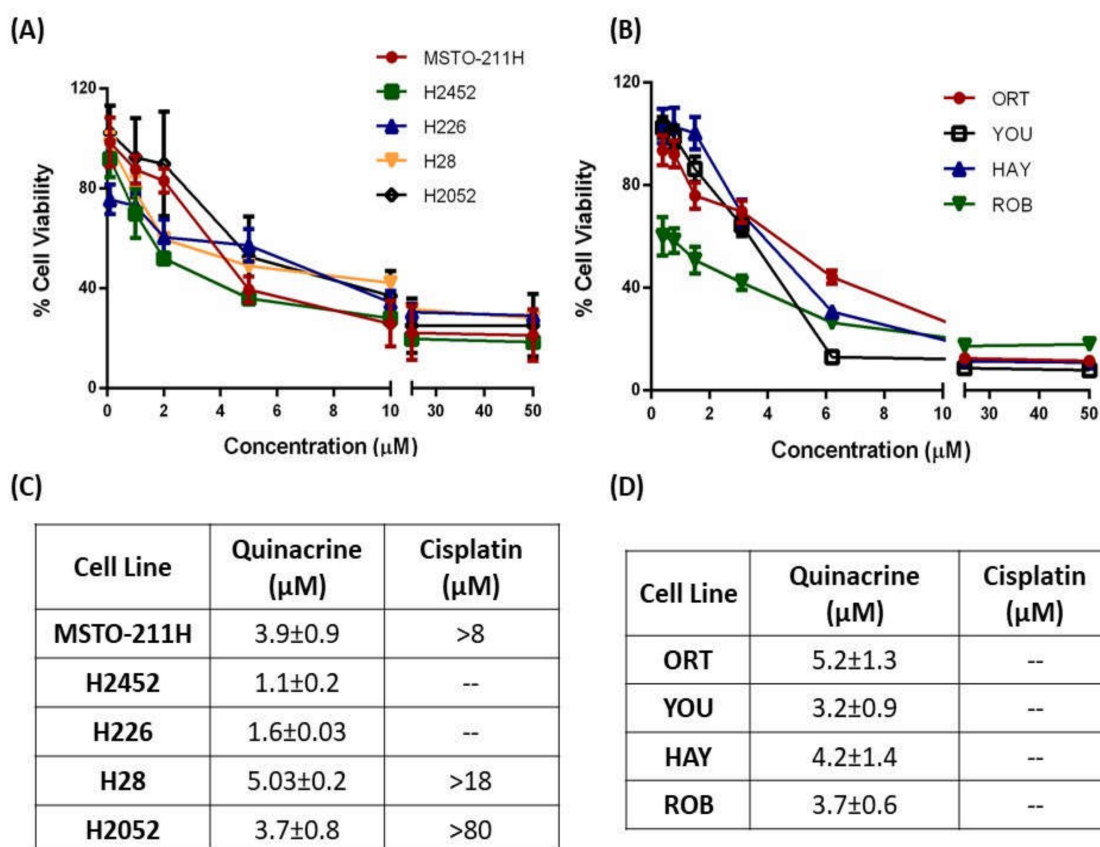 (A)
MSTO-211H
H2452
H226
H28
H2052
120
80
40
0
% Cell Viability
0 2 4 6 8 10 30 40 50
Concentration (μM)
(B)
ORT
YOU
HAY
ROB
120
80
40
0
% Cell Viability
0 2 4 6 8 10 30 40 50
Concentration (μM)
(C)
Cell Line Quinacrine (μM) Cisplatin (μM)
MSTO-211H 3.9±0.9 >8
H2452 1.1±0.2 --
H226 1.6±0.03 --
H28 5.03±0.2 >18
H2052 3.7±0.8 >80
(D)
Cell Line Quinacrine (μM) Cisplatin (μM)
ORT 5.2±1.3 --
YOU 3.2±0.9 --
HAY 4.2±1.4 --
ROB 3.7±0.6 --